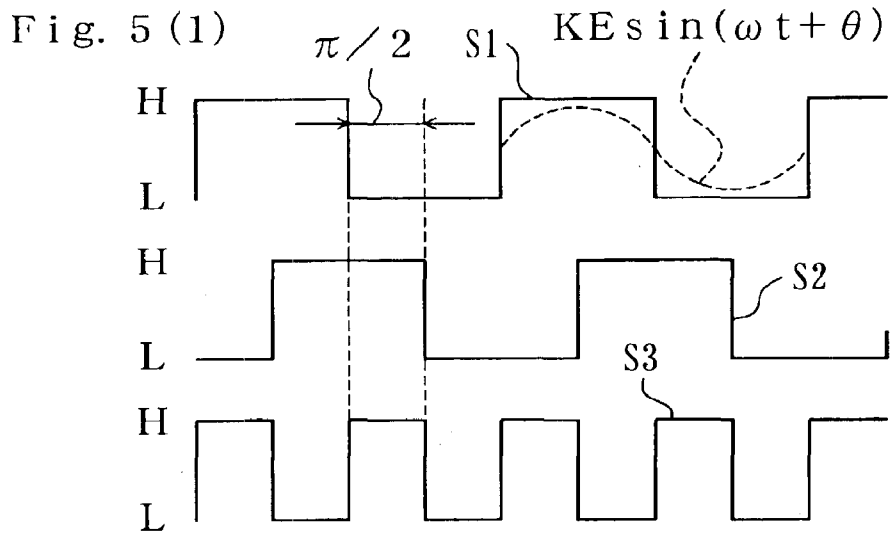 Fig. 5 (1)
π/2
S1
KEsin(ωt+θ)
H
L
H
S2
L
S3
H
L